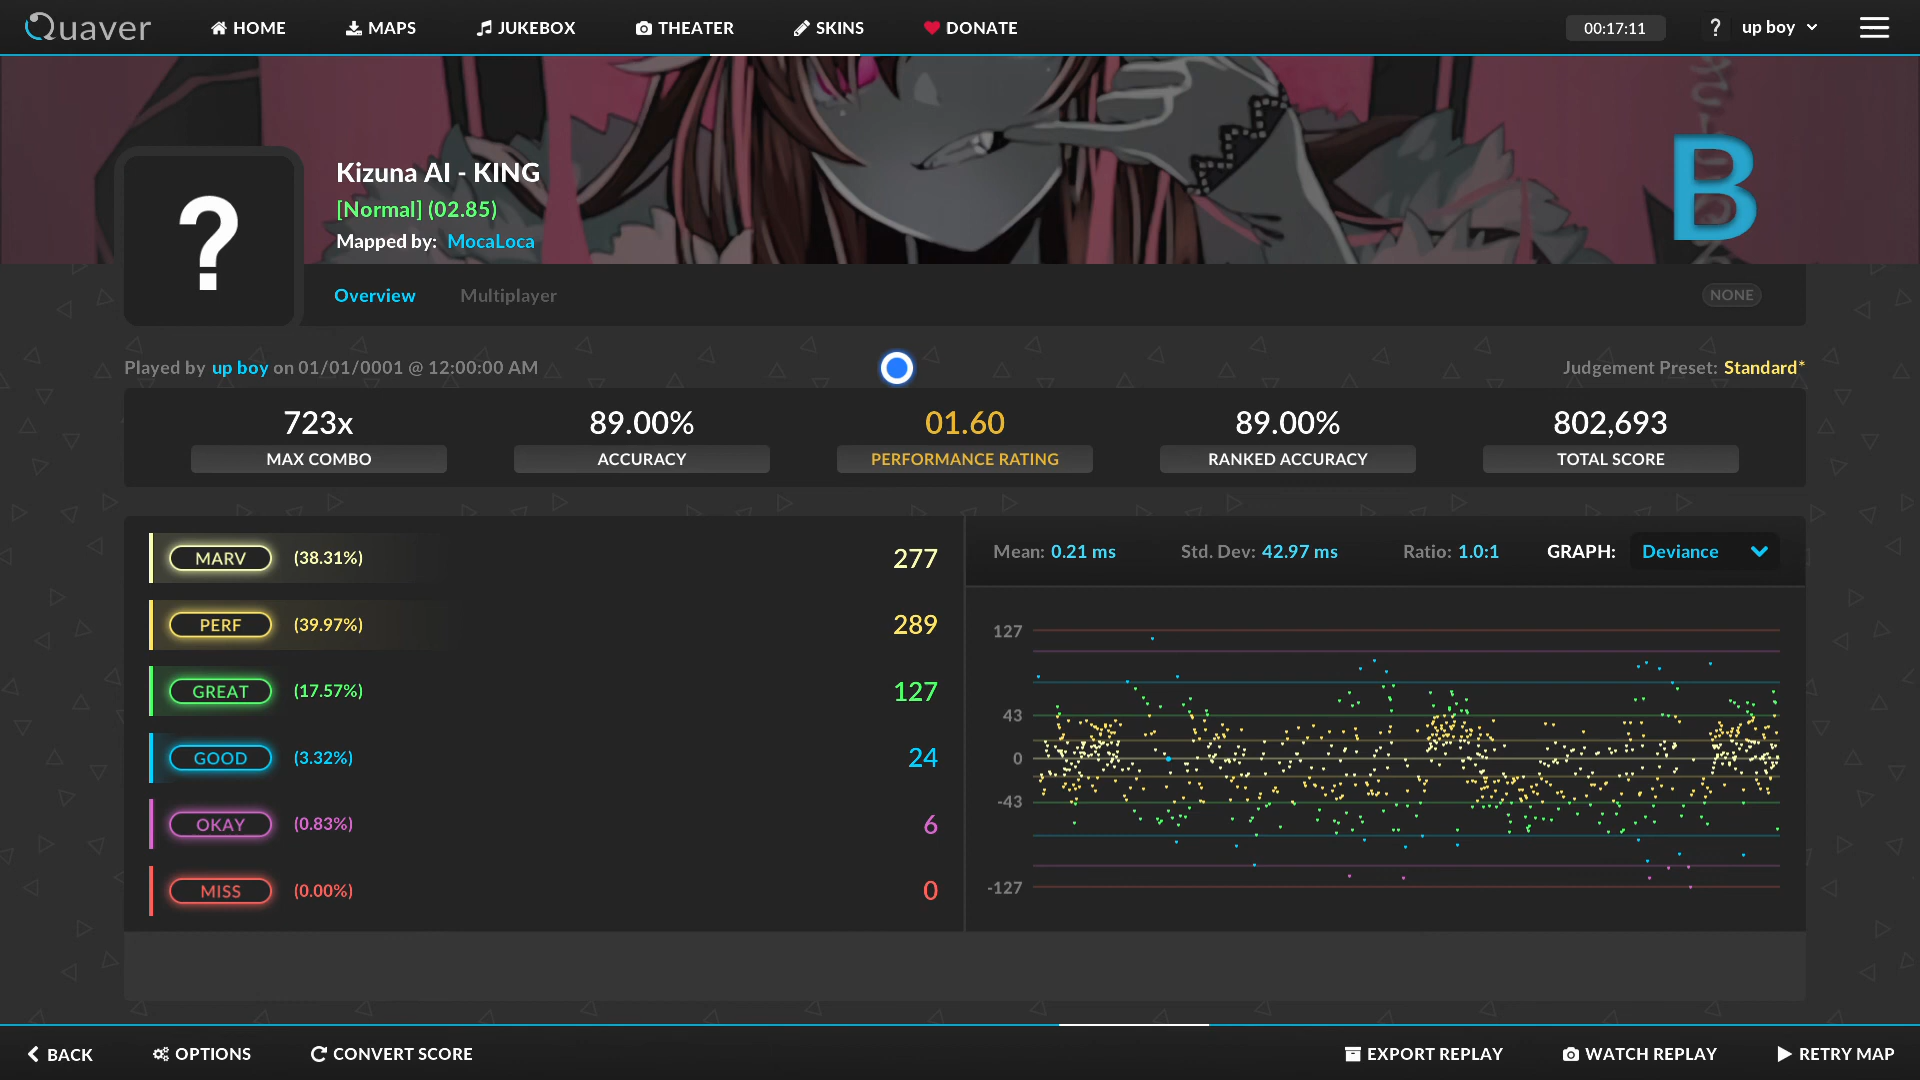 Quaver HOME MAPS JUKEBOX THEATER SKINS DONATE 00:17:11 ? up boy
Kizuna AI - KING
[Normal] (02.85)
Mapped by: MocaLoca
?
B
Overview Multiplayer NONE
Played by up boy on 01/01/0001 @ 12:00:00 AM Judgement Preset: Standard*
723x 89.00% 01.60 89.00% 802,693
MAX COMBO ACCURACY PERFORMANCE RATING RANKED ACCURACY TOTAL SCORE
MARV (38.31%) 277
PERF (39.97%) 289
GREAT (17.57%) 127
GOOD (3.32%) 24
OKAY (0.83%) 6
MISS (0.00%) 0
Mean: 0.21 ms Std. Dev: 42.97 ms Ratio: 1.0:1 GRAPH: Deviance
127
43
0
-43
-127
BACK OPTIONS CONVERT SCORE EXPORT REPLAY WATCH REPLAY RETRY MAP